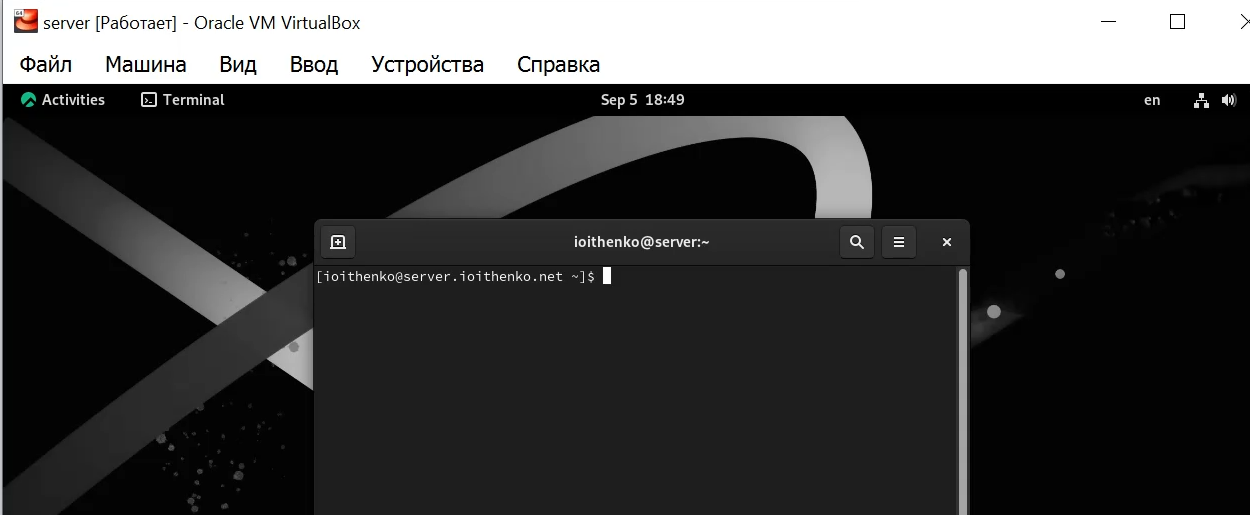 server [Работает] - Oracle VM VirtualBox
Файл Машина Вид Ввод Устройства Справка
Activities Terminal Sep 5 18:49 en
ioithenko@server:~
[ioithenko@server.ioithenko.net ~]$